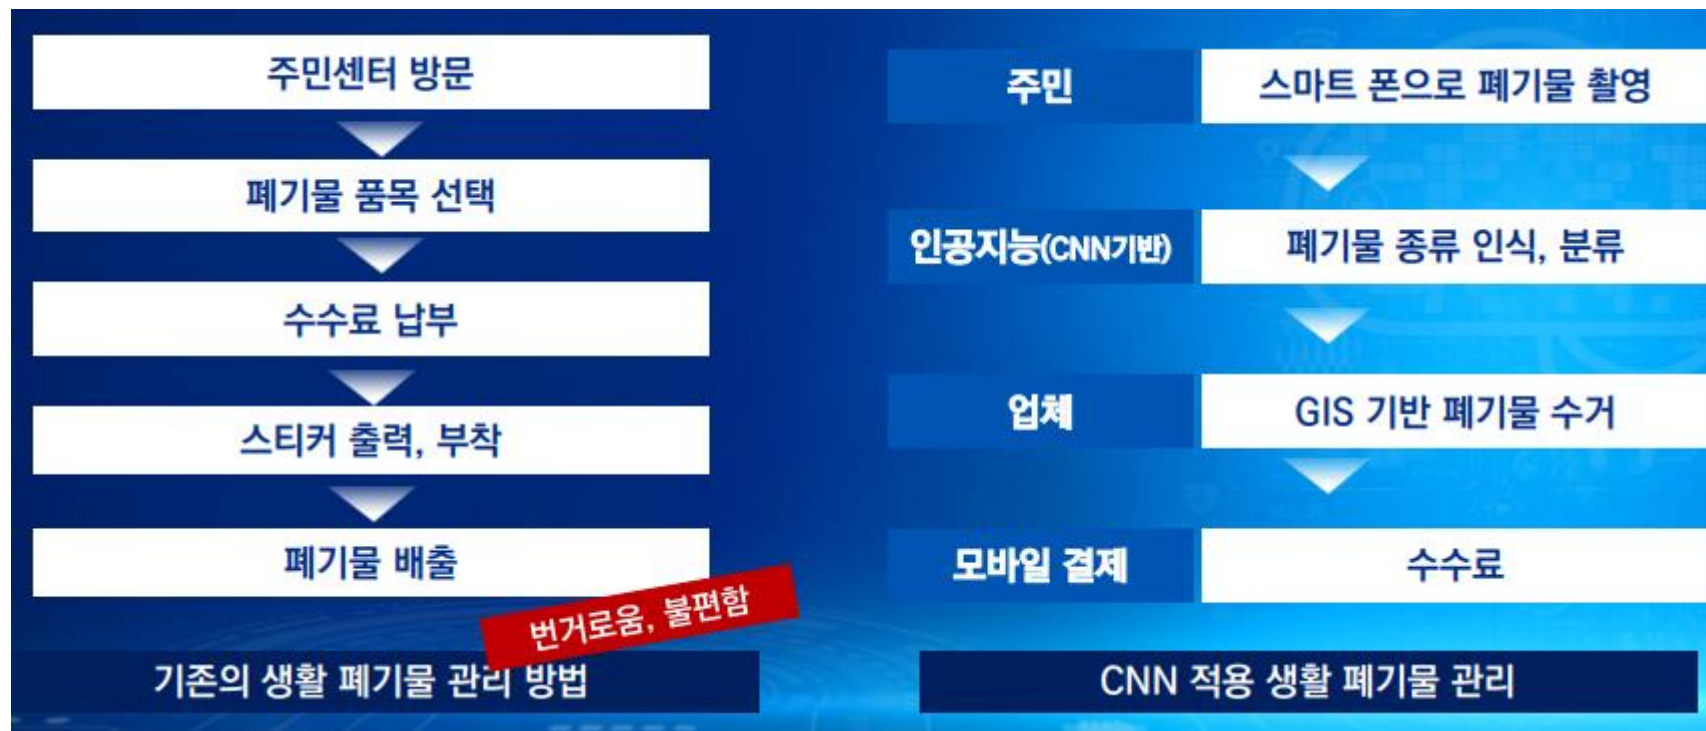 주민센터 방문
폐기물 품목 선택
수수료 납부
스티커 출력, 부착
폐기물 배출
번거로움, 불편함
기존의 생활 폐기물 관리 방법
주민 스마트 폰으로 폐기물 촬영
인공지능(CNN기반) 폐기물 종류 인식, 분류
업체 GIS 기반 폐기물 수거
모바일 결제 수수료
CNN 적용 생활 폐기물 관리